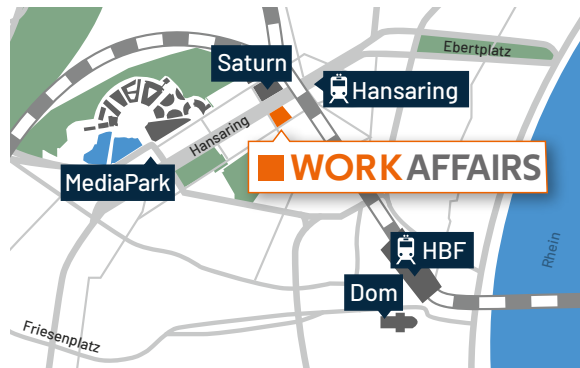 Ebertplatz
Saturn
Hansaring
Hansaring
WORKAFFAIRS
MediaPark
HBF
Rhein
Dom
Friesenplatz